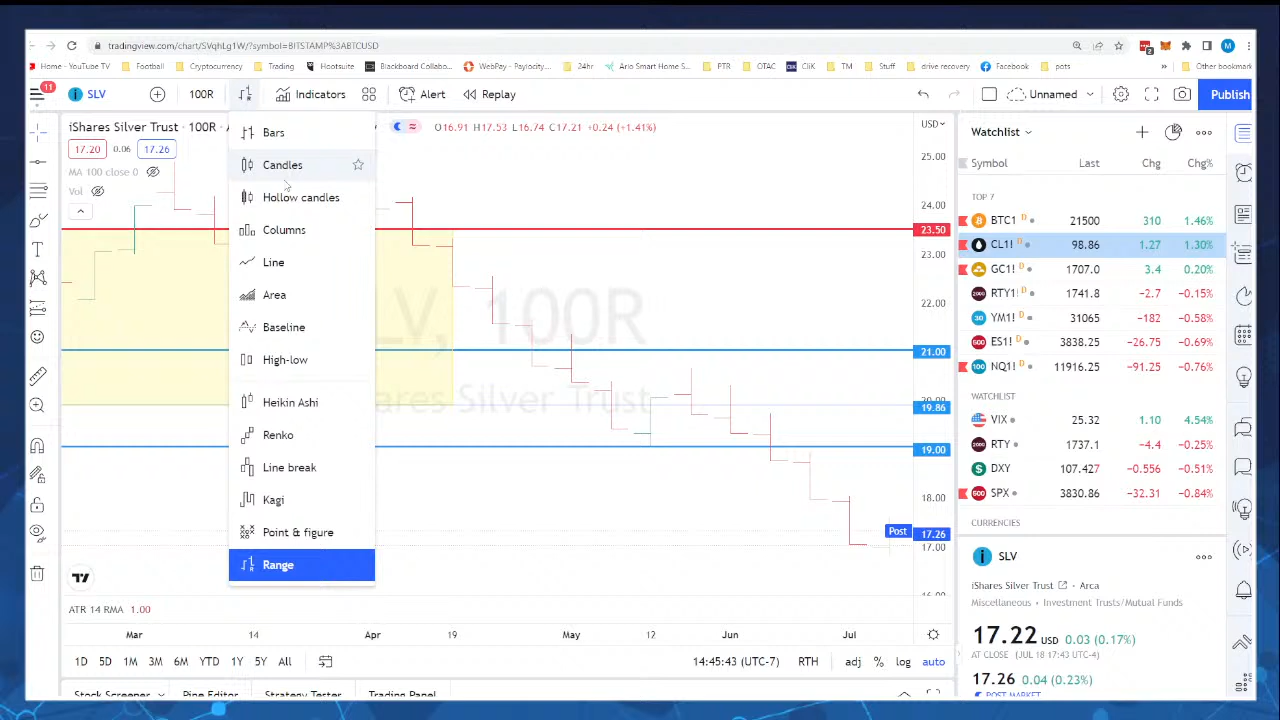 tradingview.com/chart/SVqhLg1W/?symbol=BITSTAMP%3ABTCUSD
Home - YouTube TV Football Cryptocurrency Trading Hootsuite Blackboard Collabo... WebPay - Paylocity... 24hr Arlo Smart Home S... PTR OTAC CliK TM Stuff drive recovery Facebook pots » Other bookmark
11 SLV 100R Indicators Alert Replay Unnamed Publish
iShares Silver Trust · 100R · O16.91 H17.53 L16.74 C17.21 +0.24 (+1.41%)
17.20 0.06 17.26
MA 100 close 0
Vol
Bars
Candles
Hollow candles
Columns
Line
Area
Baseline
High-low
Heikin Ashi
Renko
Line break
Kagi
Point & figure
Range
SLV, 100R
iShares Silver Trust
USD
25.00
24.00
23.50
23.00
22.00
21.00
20.00
19.86
19.00
18.00
Post 17.26
17.00
16.00
ATR 14 RMA 1.00
Mar 14 Apr 19 May 12 Jun Jul
1D 5D 1M 3M 6M YTD 1Y 5Y All 14:45:43 (UTC-7) RTH adj % log auto
Stock Screener Pine Editor Strategy Tester Trading Panel
Watchlist
Symbol Last Chg Chg%
TOP 7
BTC1 D 21500 310 1.46%
CL1! D 98.86 1.27 1.30%
GC1! D 1707.0 3.4 0.20%
RTY1! D 1741.8 −2.7 −0.15%
YM1! D 31065 −182 −0.58%
ES1! D 3838.25 −26.75 −0.69%
NQ1! D 11916.25 −91.25 −0.76%
WATCHLIST
VIX 25.32 1.10 4.54%
RTY 1737.1 −4.4 −0.25%
DXY 107.427 −0.556 −0.51%
SPX 3830.86 −32.31 −0.84%
CURRENCIES
SLV
iShares Silver Trust · Arca
Miscellaneous · Investment Trusts/Mutual Funds
17.22 USD 0.03 (0.17%)
AT CLOSE (JUL 18 17:43 UTC-4)
17.26 0.04 (0.23%)
POST MARKET